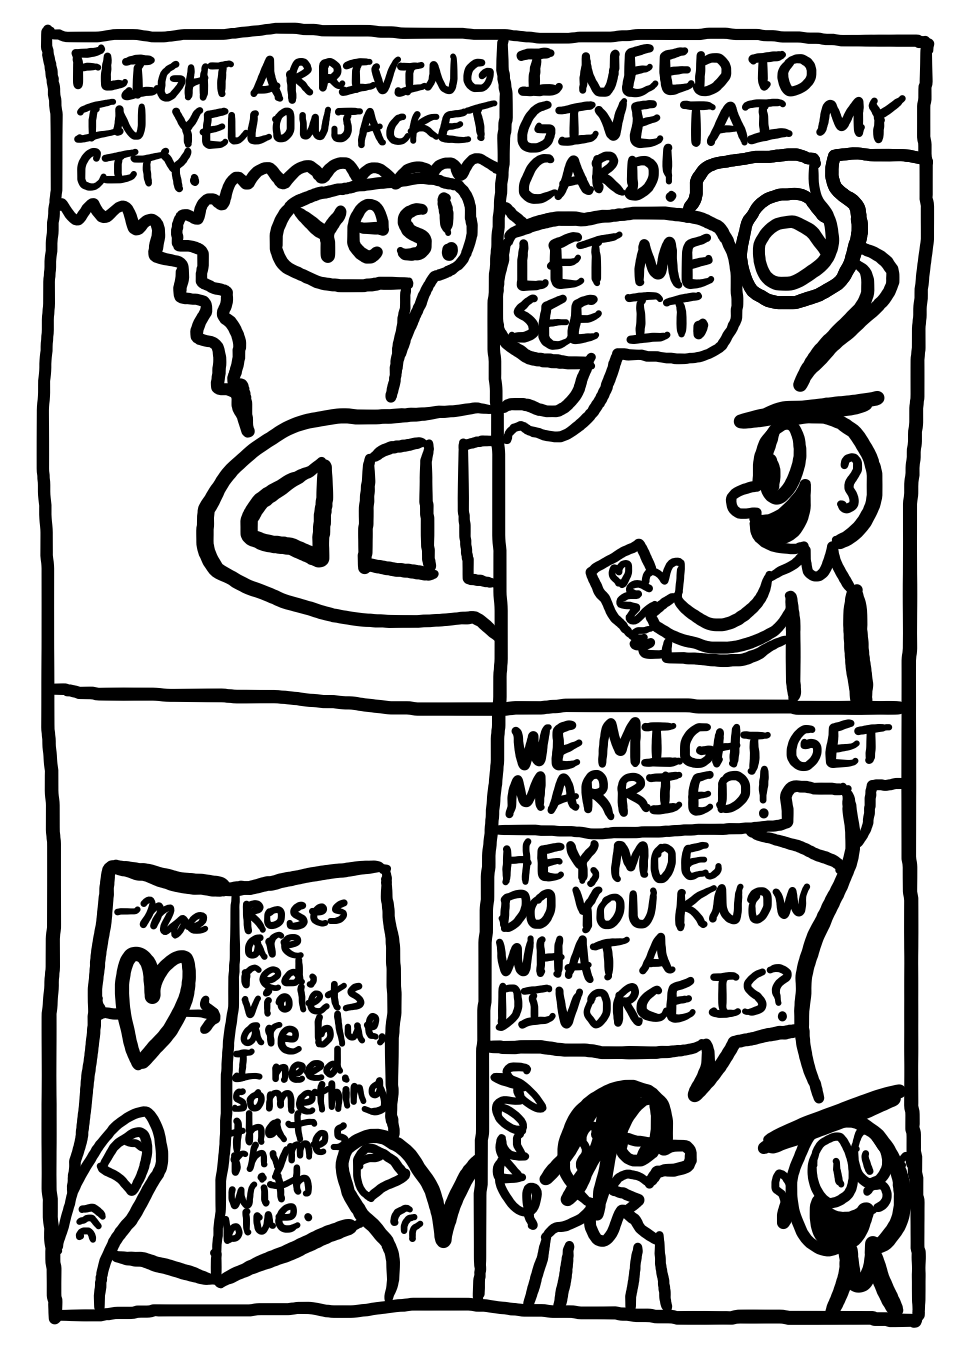 FLIGHT ARRIVING
IN YELLOWJACKET
CITY.
Yes!
I NEED TO
GIVE TAI MY
CARD!
LET ME
SEE IT.
-Moe
Roses
are
red,
violets
are blue,
I need
something
that
rhymes
with
blue.
WE MIGHT GET
MARRIED!
HEY, MOE,
DO YOU KNOW
WHAT A
DIVORCE IS?